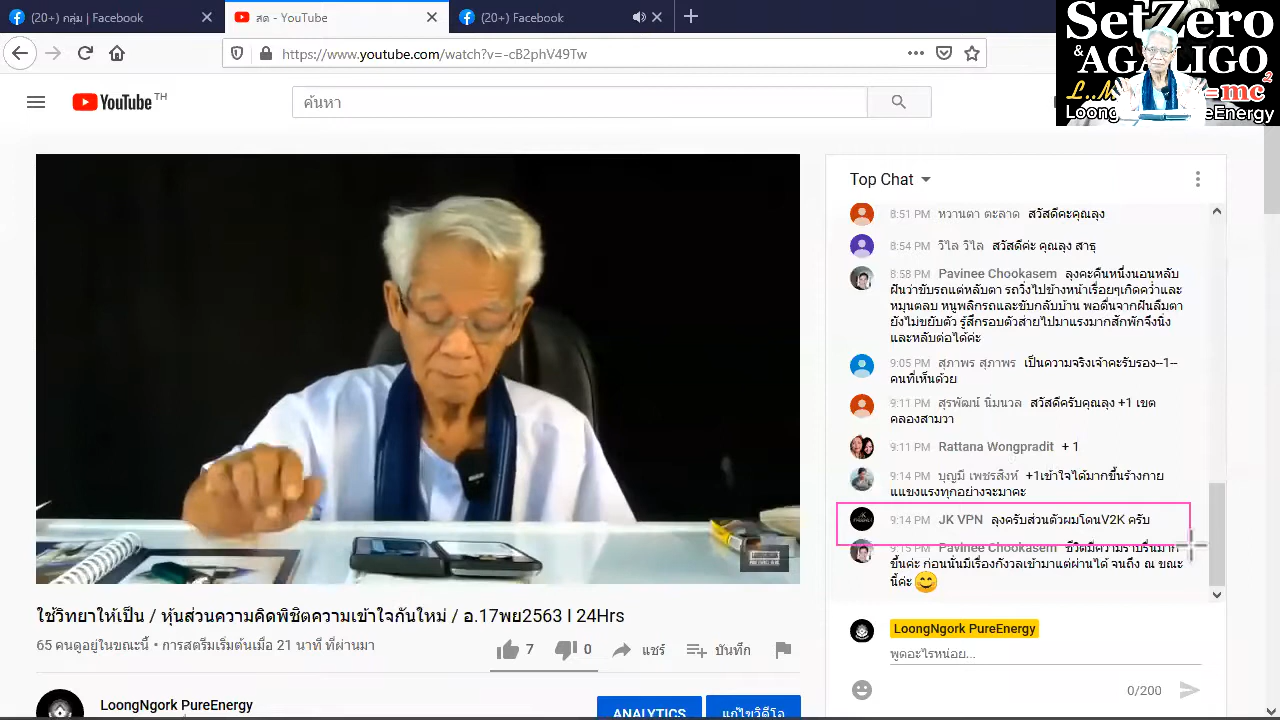 (20+) กลุ่ม | Facebook
สด - YouTube
(20+) Facebook
https://www.youtube.com/watch?v=-cB2phV49Tw
SetZero
& AGALIGO
L..M
=mc2
Loong
reEnergy
YouTube TH
ค้นหา
Top Chat
8:51 PM หวานตา ตะลาด สวัสดีคะคุณลุง
8:54 PM วิไล วิไล สวัสดีค่ะ คุณลุง สาธุ
8:58 PM Pavinee Chookasem ลุงคะคืนหนึ่งนอนหลับ
ฝันว่าขับรถแต่หลับตา รถวิ่งไปข้างหน้าเรื่อยๆเกิดคว่ำและ
หมุนตลบ หนูพลิกรถและขับกลับบ้าน พอตื่นจากฝันลืมตา
ยังไม่ขยับตัว รู้สึกรอบตัวส่ายไปมาแรงมากสักพักจึงนิ่ง
และหลับต่อได้ค่ะ
9:05 PM สุภาพร สุภาพร เป็นความจริงเจ้าคะรับรอง--1--
คนที่เห็นด้วย
9:11 PM สุรพัฒน์ นิ่มนวล สวัสดีครับคุณลุง +1 เขต
คลองสามวา
9:11 PM Rattana Wongpradit + 1
9:14 PM บุญมี เพชรสิงห์ +1เข้าใจได้มากขึ้นร้างกาย
แแขงแรงทุกอย่างจะมาคะ
9:14 PM JK VPN ลุงครับส่วนตัวผมโดนV2K ครับ
9:15 PM Pavinee Chookasem ชีวิตมีความราบรื่นมาก
ขึ้นค่ะ ก่อนนั้นมีเรื่องกังวลเข้ามาแต่ผ่านได้ จนถึง ณ ขณะ
นี้ค่ะ 😊
ใช้วิทยาให้เป็น / หุ้นส่วนความคิดพิชิตความเข้าใจกันใหม่ / อ.17พย2563 l 24Hrs
65 คนดูอยู่ในขณะนี้ • การสตรีมเริ่มต้นเมื่อ 21 นาที ที่ผ่านมา
7
0
แชร์
บันทึก
LoongNgork PureEnergy
พูดอะไรหน่อย...
0/200
LoongNgork PureEnergy
ANALYTICS
แก้ไขวิดีโอ